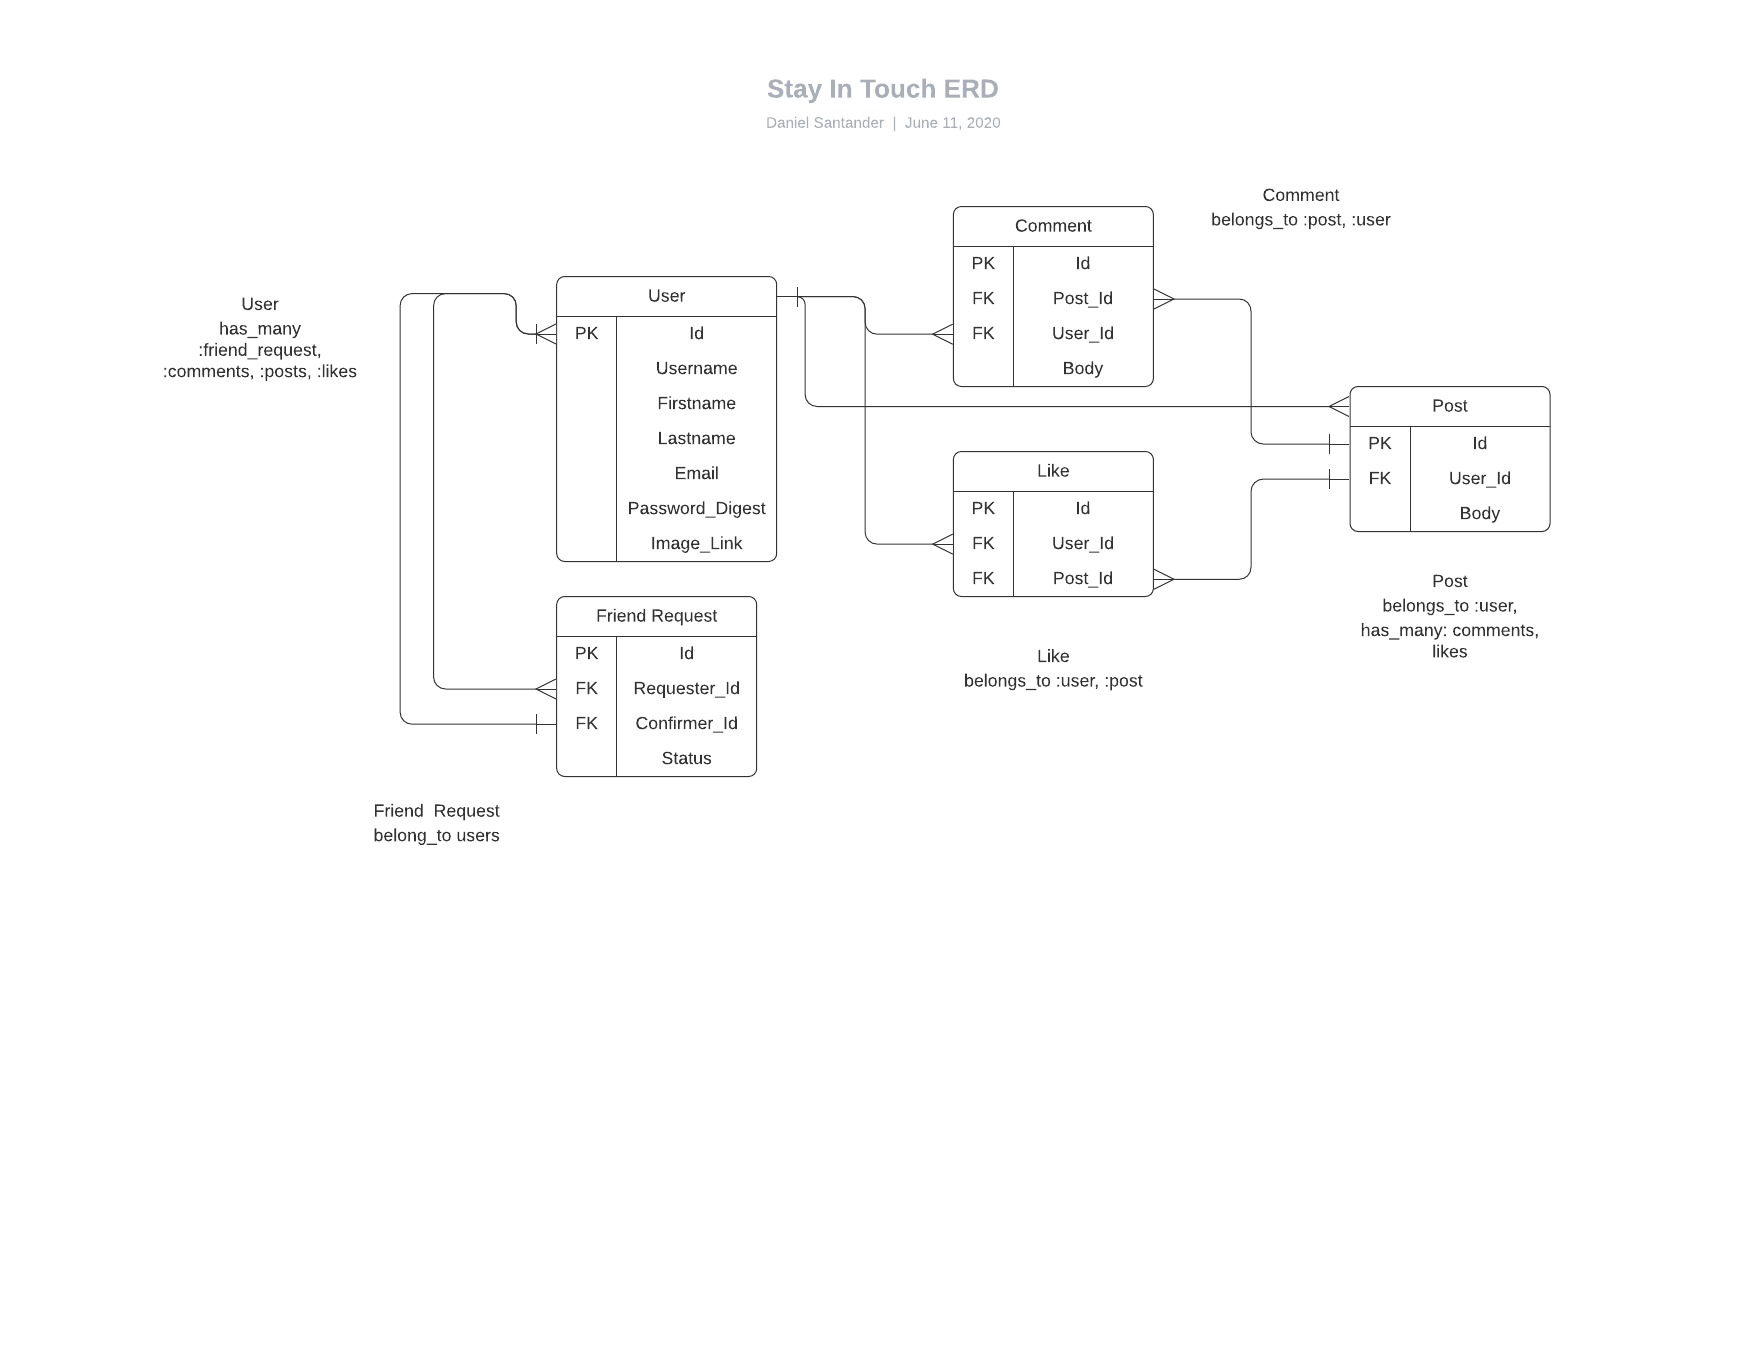 Stay In Touch ERD
Daniel Santander | June 11, 2020
User
has_many
:friend_request,
:comments, :posts, :likes
User
PK Id
Username
Firstname
Lastname
Email
Password_Digest
Image_Link
Friend Request
PK Id
FK Requester_Id
FK Confirmer_Id
Status
Friend  Request
belong_to users
Comment
PK Id
FK Post_Id
FK User_Id
Body
Comment
belongs_to :post, :user
Like
PK Id
FK User_Id
FK Post_Id
Like
belongs_to :user, :post
Post
PK Id
FK User_Id
Body
Post
belongs_to :user,
has_many: comments,
likes